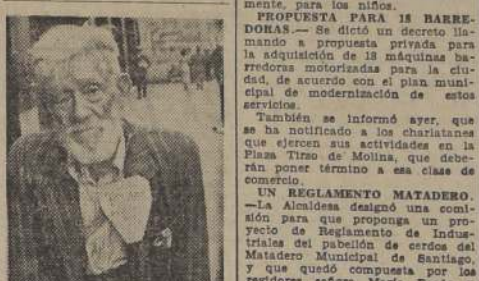 mente, para los niños.
PROPUESTA PARA 18 BARRE-
DORAS.— Se dictó un decreto lla-
mando a propuesta privada para
la adquisición de 18 máquinas ba-
rredoras motorizadas para la ciu-
dad, de acuerdo con el plan muni-
cipal de modernización de estos
servicios.
También se informó ayer, que
se ha notificado a los charlatanes
que ejercen sus actividades en la
Plaza Tirso de Molina, que debe-
rán poner término a esa clase de
comercio.
UN REGLAMENTO MATADERO.
—La Alcaldesa designó una comi-
sión para que proponga un pro-
yecto de Reglamento de Indus-
triales del pabellón de cerdos del
Matadero Municipal de Santiago,
y que quedó compuesta por los